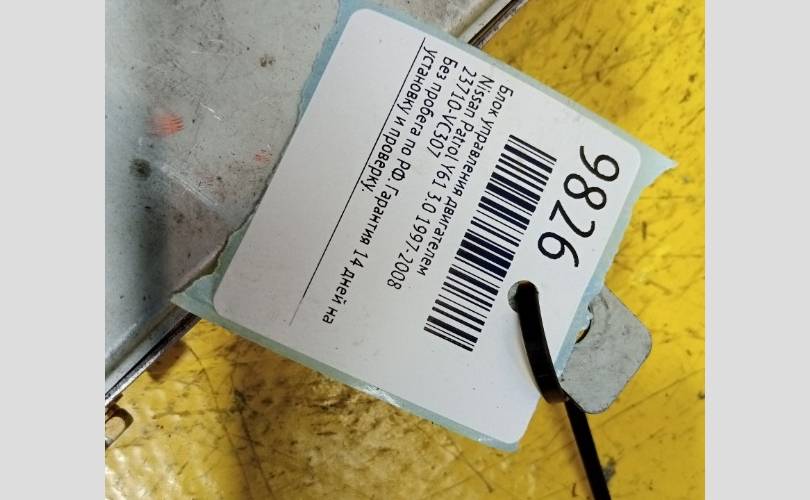 9826
Блок управления двигателем
Nissan Patrol Y61 3.0 1997-2008
23710-VC307
Без пробега по РФ. Гарантия 14 дней на
установку и проверку.